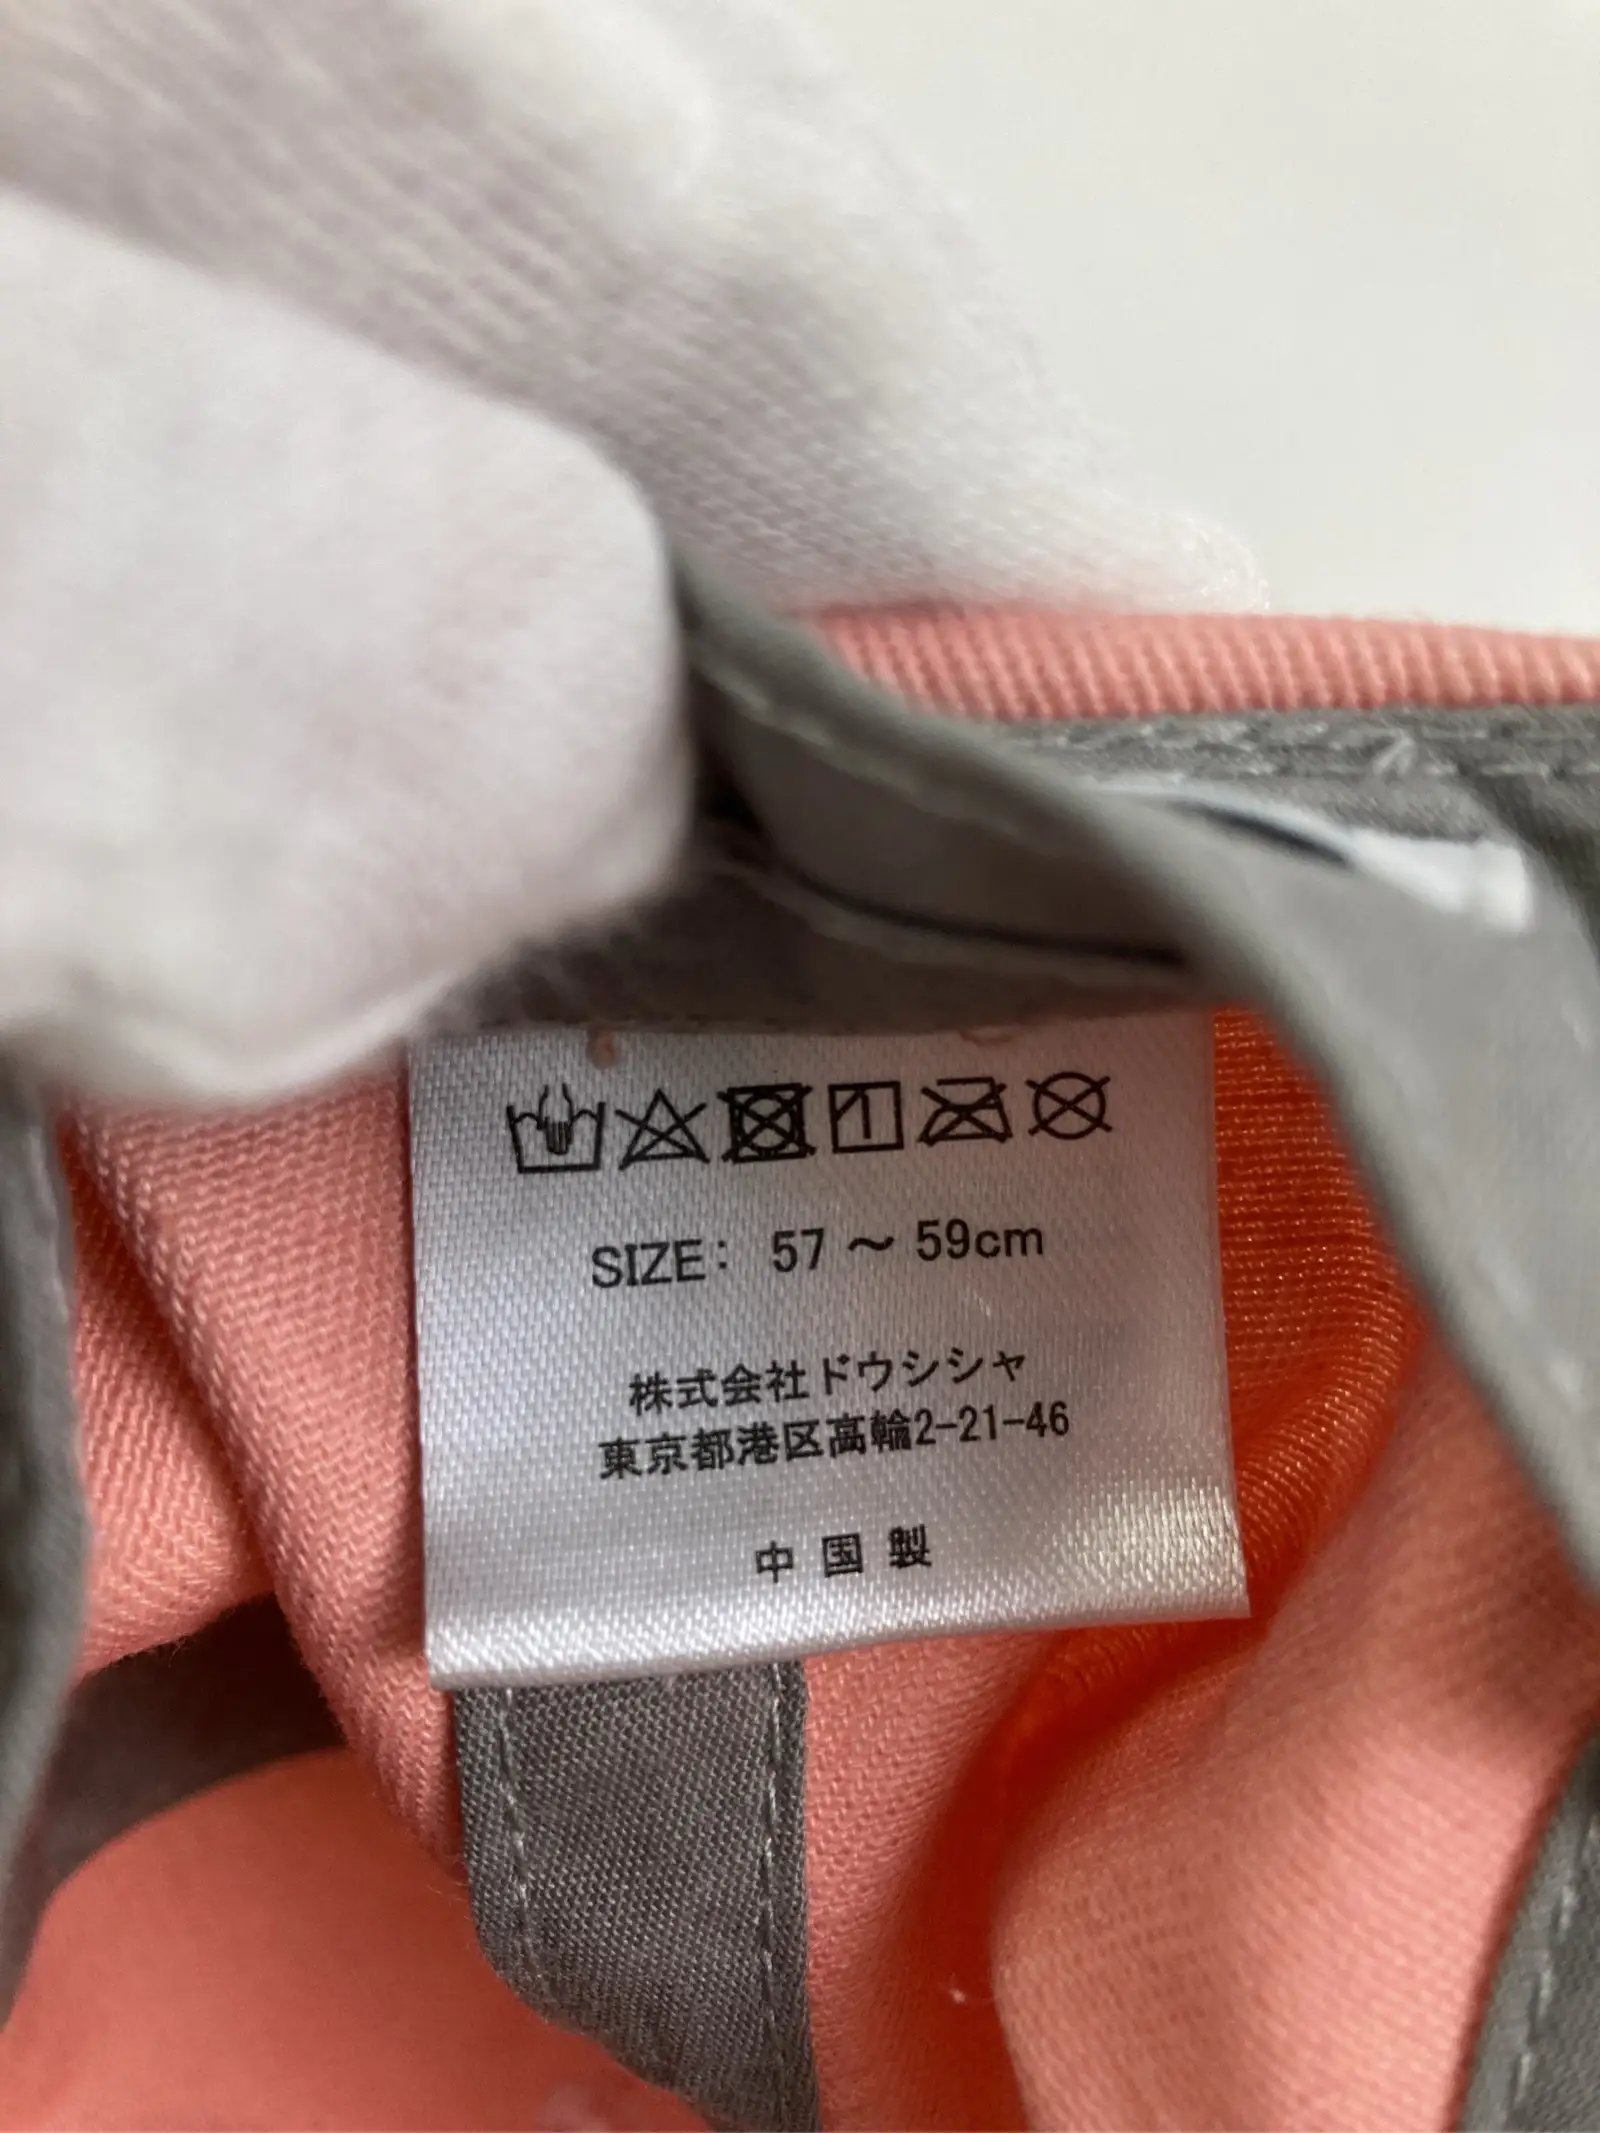 SIZE: 57 ～ 59cm
株式会社ドウシシャ
東京都港区高輪2-21-46
中国製